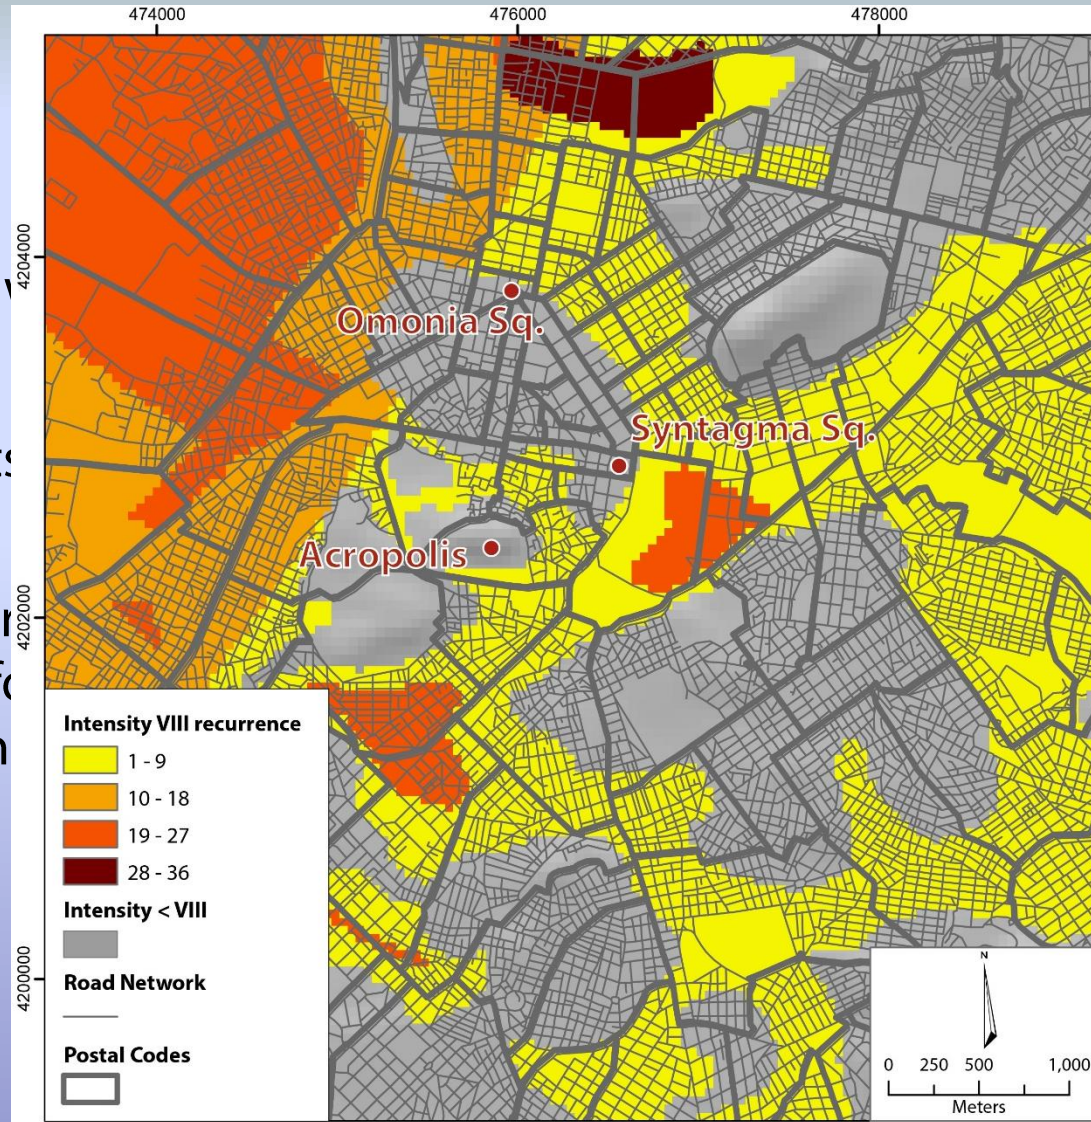 474000
476000
478000
4204000
4202000
4200000
Omonia Sq.
Syntagma Sq.
Acropolis
Intensity VIII recurrence
1 - 9
10 - 18
19 - 27
28 - 36
Intensity < VIII
Road Network
Postal Codes
N
0 250 500 1,000
Meters